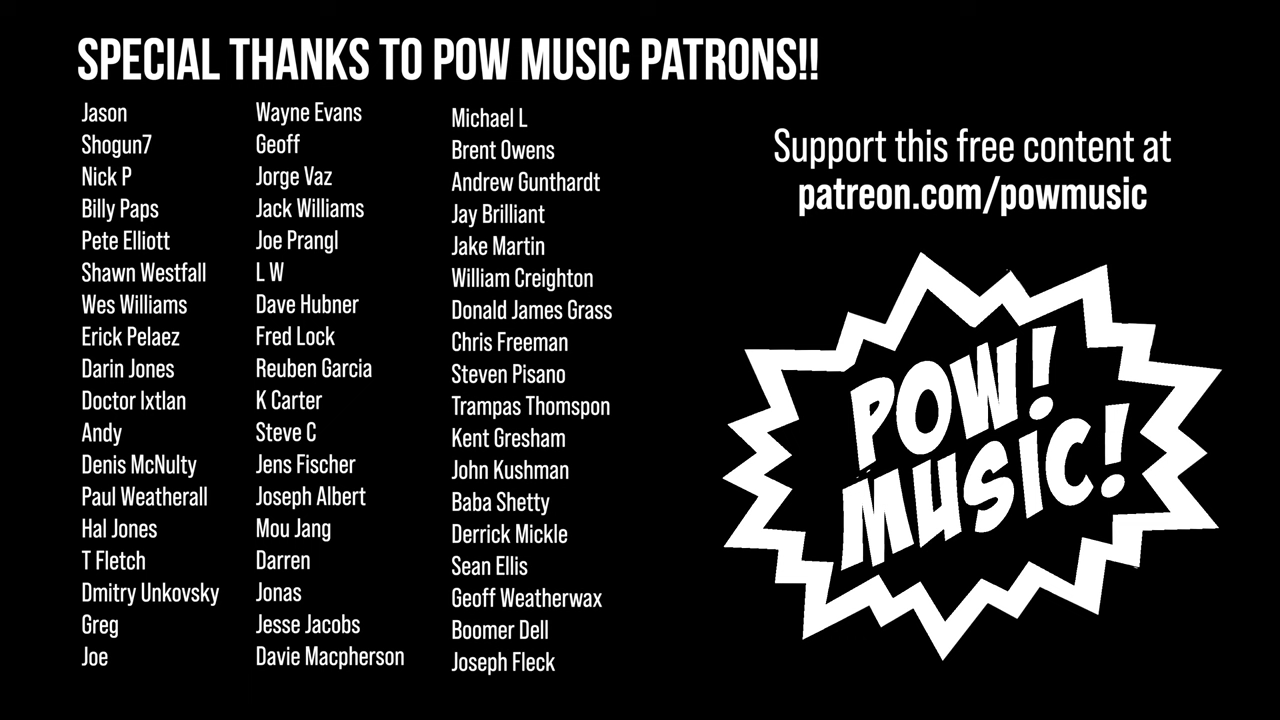 SPECIAL THANKS TO POW MUSIC PATRONS!!
Jason
Shogun7
Nick P
Billy Paps
Pete Elliott
Shawn Westfall
Wes Williams
Erick Pelaez
Darin Jones
Doctor Ixtlan
Andy
Denis McNulty
Paul Weatherall
Hal Jones
T Fletch
Dmitry Unkovsky
Greg
Joe
Wayne Evans
Geoff
Jorge Vaz
Jack Williams
Joe Prangl
L W
Dave Hubner
Fred Lock
Reuben Garcia
K Carter
Steve C
Jens Fischer
Joseph Albert
Mou Jang
Darren
Jonas
Jesse Jacobs
Davie Macpherson
Michael L
Brent Owens
Andrew Gunthardt
Jay Brilliant
Jake Martin
William Creighton
Donald James Grass
Chris Freeman
Steven Pisano
Trampas Thomspon
Kent Gresham
John Kushman
Baba Shetty
Derrick Mickle
Sean Ellis
Geoff Weatherwax
Boomer Dell
Joseph Fleck
Support this free content at
patreon.com/powmusic
POW!
MUSIC!